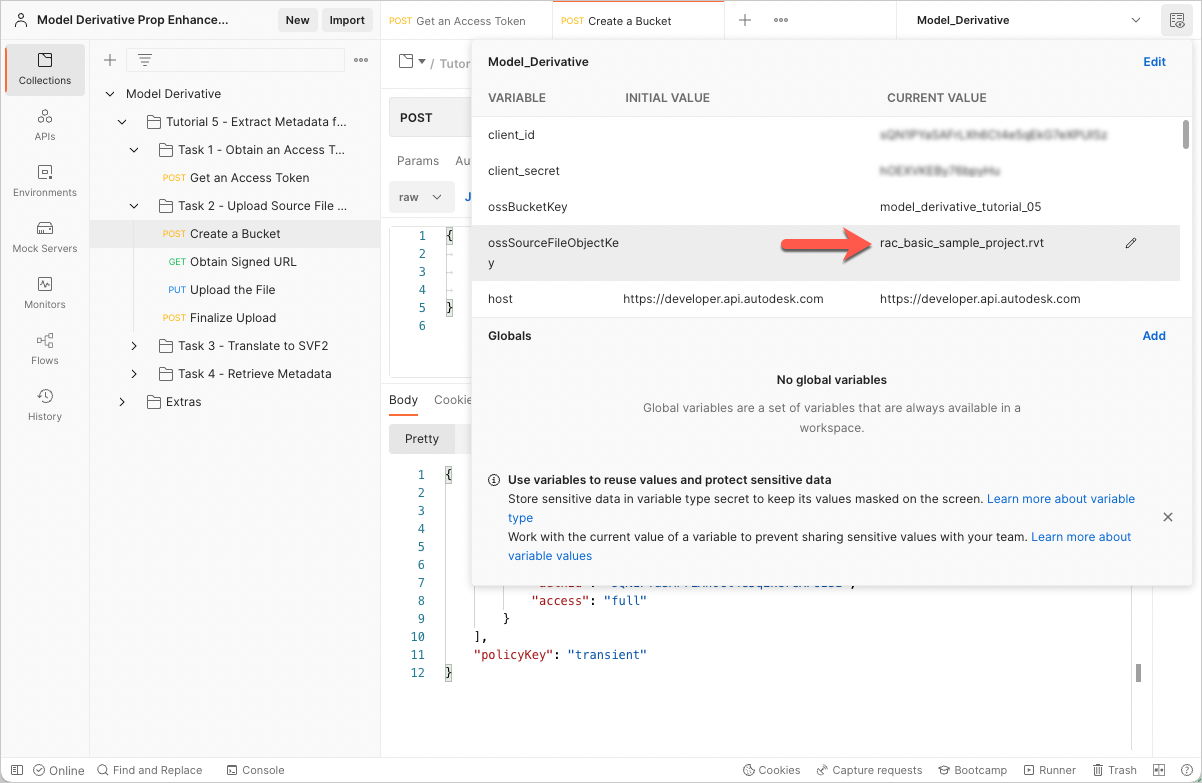 Model Derivative Prop Enhance...
New
Import
POST Get an Access Token
POST Create a Bucket
Model_Derivative
Collections
APIs
Environments
Mock Servers
Monitors
Flows
History
Model Derivative
Tutorial 5 - Extract Metadata f...
Task 1 - Obtain an Access T...
POST Get an Access Token
Task 2 - Upload Source File ...
POST Create a Bucket
GET Obtain Signed URL
PUT Upload the File
POST Finalize Upload
Task 3 - Translate to SVF2
Task 4 - Retrieve Metadata
Extras
/ Tutor
POST
Params Au
raw J
1 {
2
3
4
5 }
6
Body Cookie
Pretty
Model_Derivative
Edit
VARIABLE INITIAL VALUE CURRENT VALUE
client_id
client_secret
ossBucketKey model_derivative_tutorial_05
ossSourceFileObjectKe
y
rac_basic_sample_project.rvt
host https://developer.api.autodesk.com https://developer.api.autodesk.com
Globals
Add
No global variables
Global variables are a set of variables that are always available in a
workspace.
Use variables to reuse values and protect sensitive data
Store sensitive data in variable type secret to keep its values masked on the screen. Learn more about variable
type
Work with the current value of a variable to prevent sharing sensitive values with your team. Learn more about
variable values
1 {
2
3
4
5
6
7
8 "access": "full"
9 }
10 ],
11 "policyKey": "transient"
12 }
Online
Find and Replace
Console
Cookies
Capture requests
Bootcamp
Runner
Trash